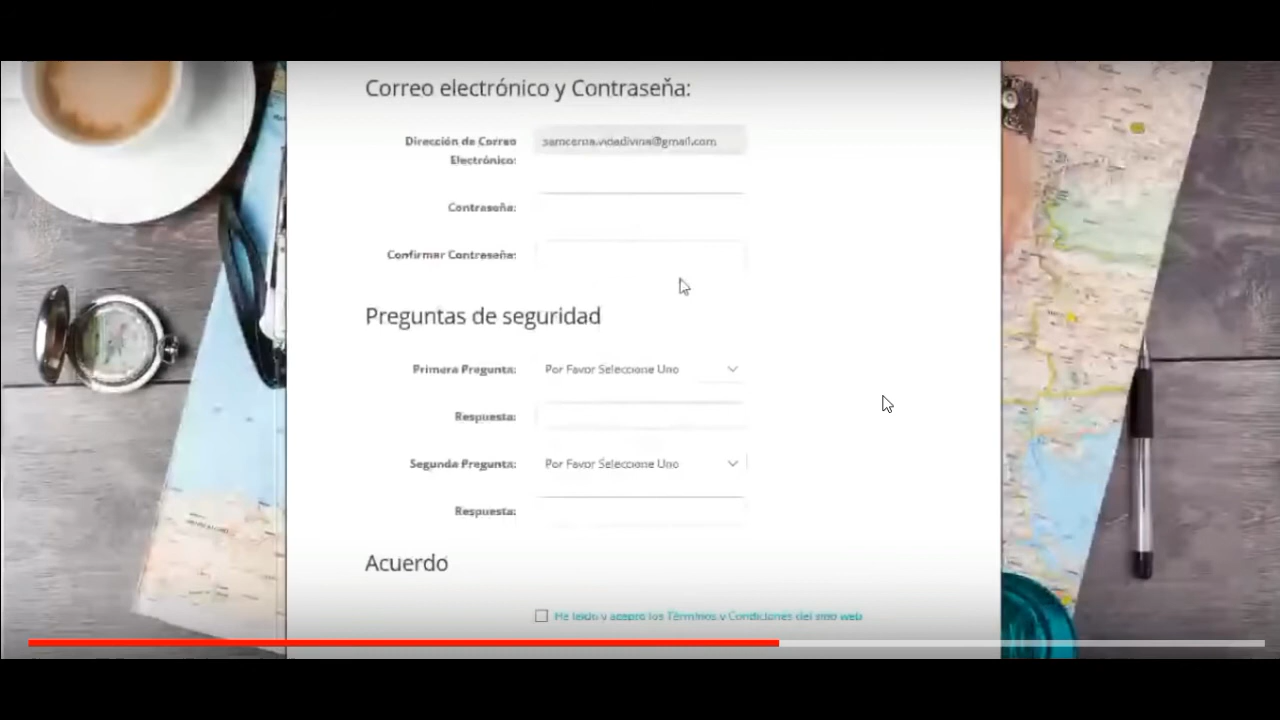 Correo electrónico y Contraseña:
Dirección de Correo
Electrónico:
Contraseña:
Confirmar Contraseña:
Preguntas de seguridad
Primera Pregunta:
Por Favor Seleccione Uno
Respuesta:
Segunda Pregunta:
Por Favor Seleccione Uno
Respuesta:
Acuerdo
He leído y acepto los Términos y Condiciones del sitio web